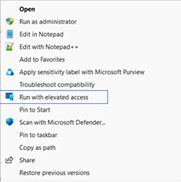 Open
Run as administrator
Edit in Notepad
Edit with Notepad++
Add to Favorites
Apply sensitivity label with Microsoft Purview
Troubleshoot compatibility
Run with elevated access
Pin to Start
Scan with Microsoft Defender...
Pin to taskbar
Copy as path
Share
Restore previous versions